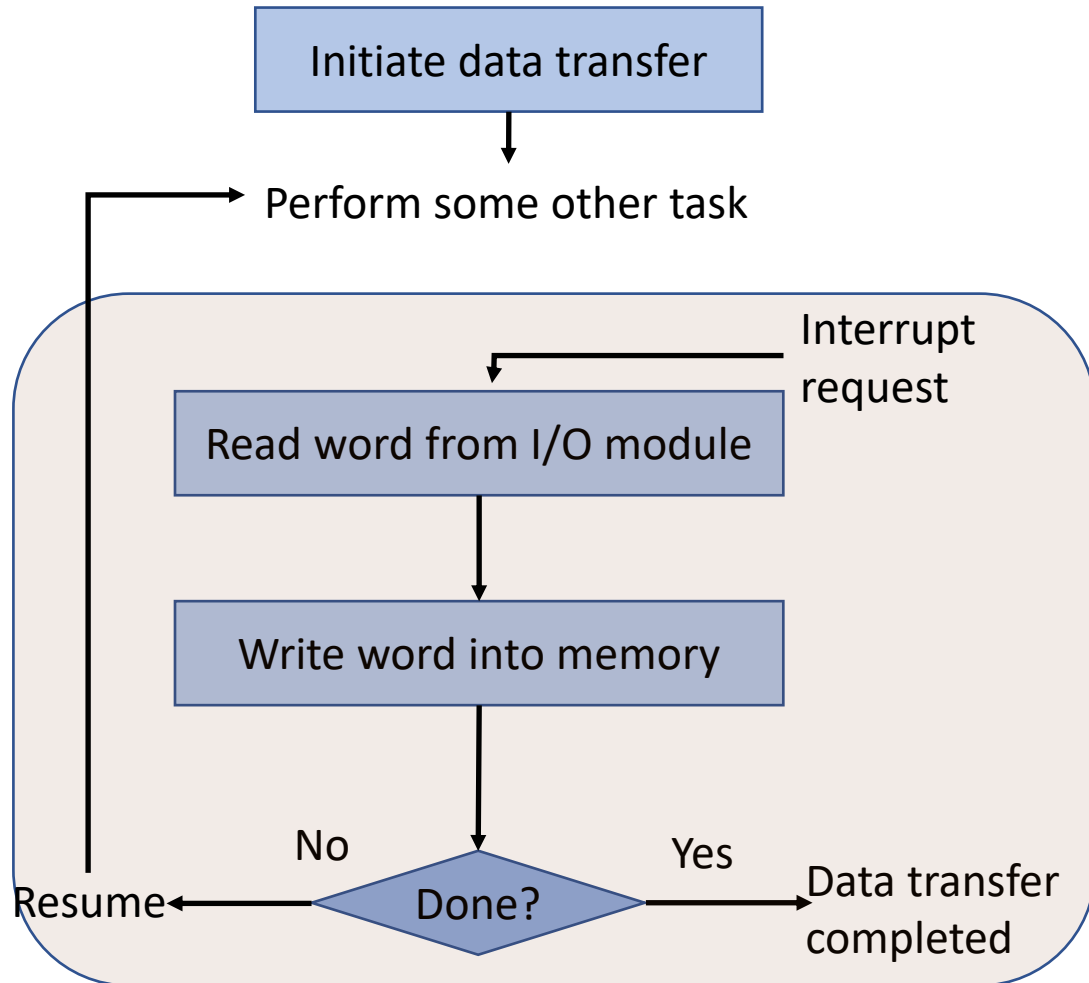 Initiate data transfer
Perform some other task
Interrupt
request
Read word from I/O module
Write word into memory
No
Yes
Resume
Done?
Data transfer
completed